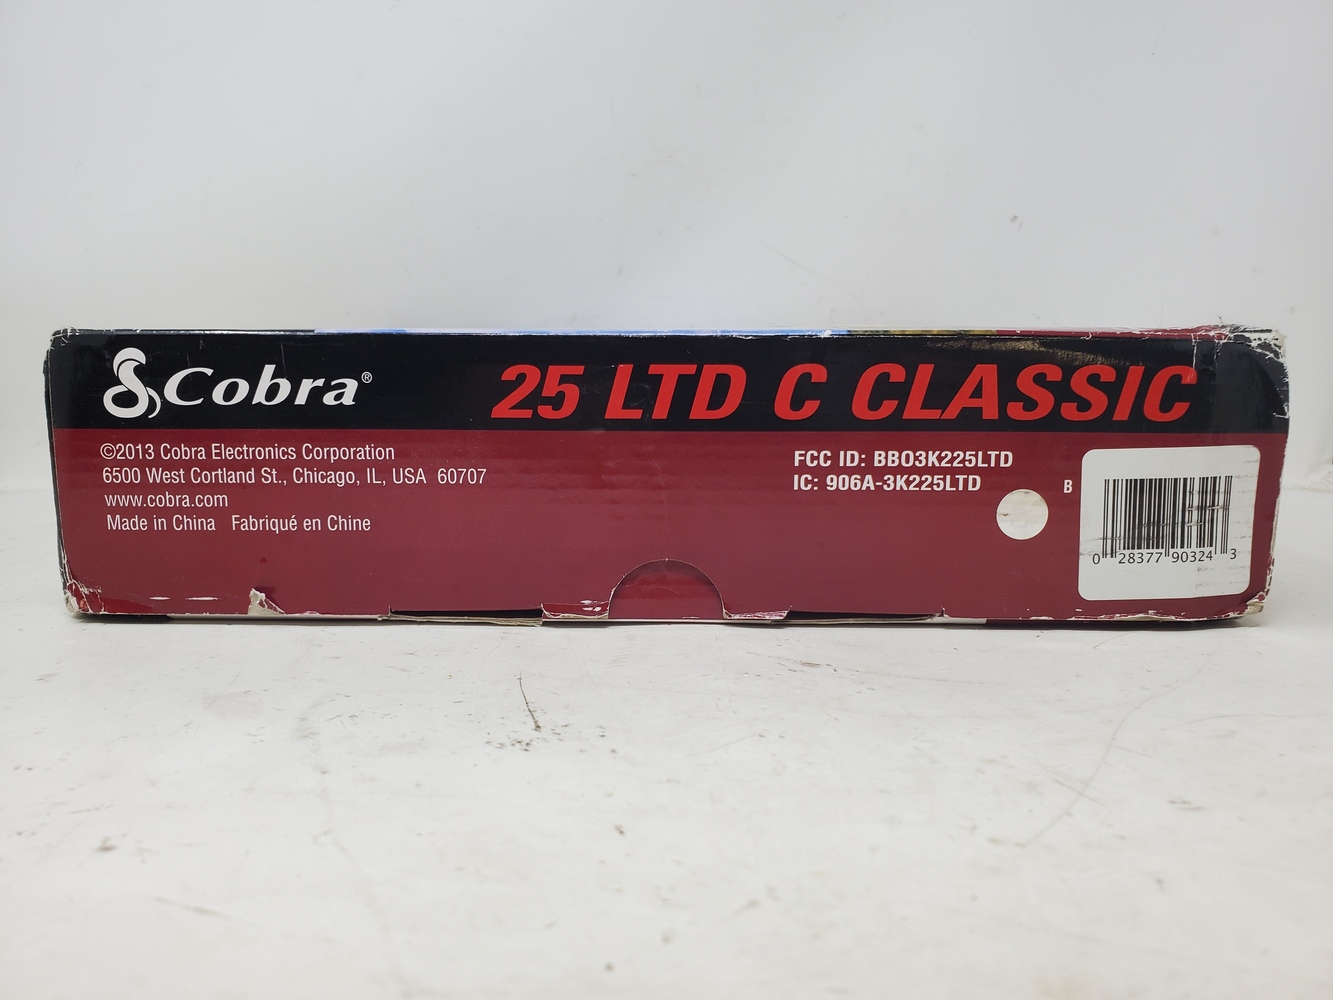 Cobra®
25 LTD C CLASSIC
©2013 Cobra Electronics Corporation
6500 West Cortland St., Chicago, IL, USA 60707
www.cobra.com
Made in China Fabriqué en Chine
FCC ID: BBO3K225LTD
IC: 906A-3K225LTD
B
0 28377 90324 3